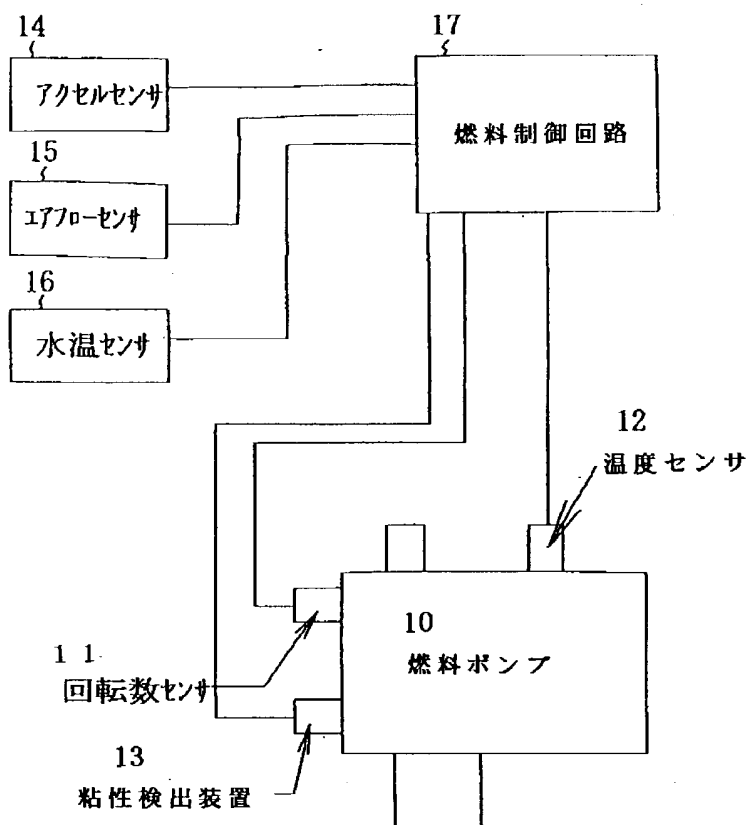 14
アクセルセンサ
15
エアフローセンサ
16
水温センサ
17
燃料制御回路
12
温度センサ
10
燃料ポンプ
11
回転数センサ
13
粘性検出装置